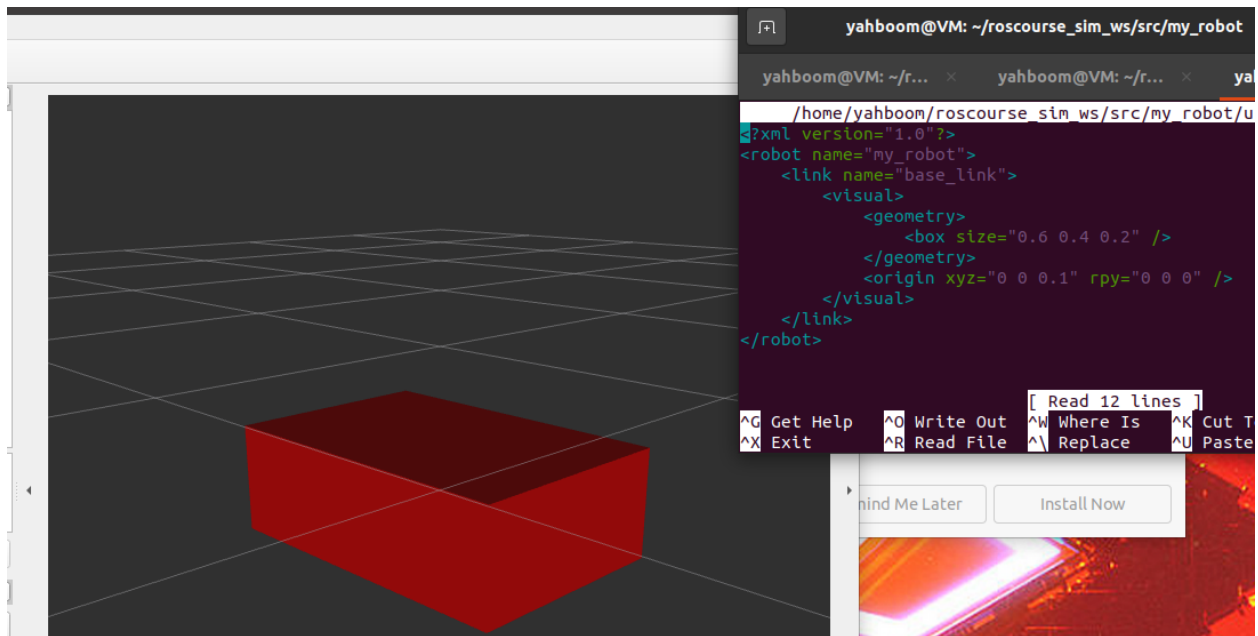 yahboom@VM: ~/roscourse_sim_ws/src/my_robot
yahboom@VM: ~/r... × yahboom@VM: ~/r... ×
/home/yahboom/roscourse_sim_ws/src/my_robot/u
<?xml version="1.0"?>
<robot name="my_robot">
    <link name="base_link">
        <visual>
            <geometry>
                <box size="0.6 0.4 0.2" />
            </geometry>
            <origin xyz="0 0 0.1" rpy="0 0 0" />
        </visual>
    </link>
</robot>
[ Read 12 lines ]
^G Get Help ^O Write Out ^W Where Is ^K Cut
^X Exit ^R Read File ^\ Replace ^U Paste
Me Later Install Now